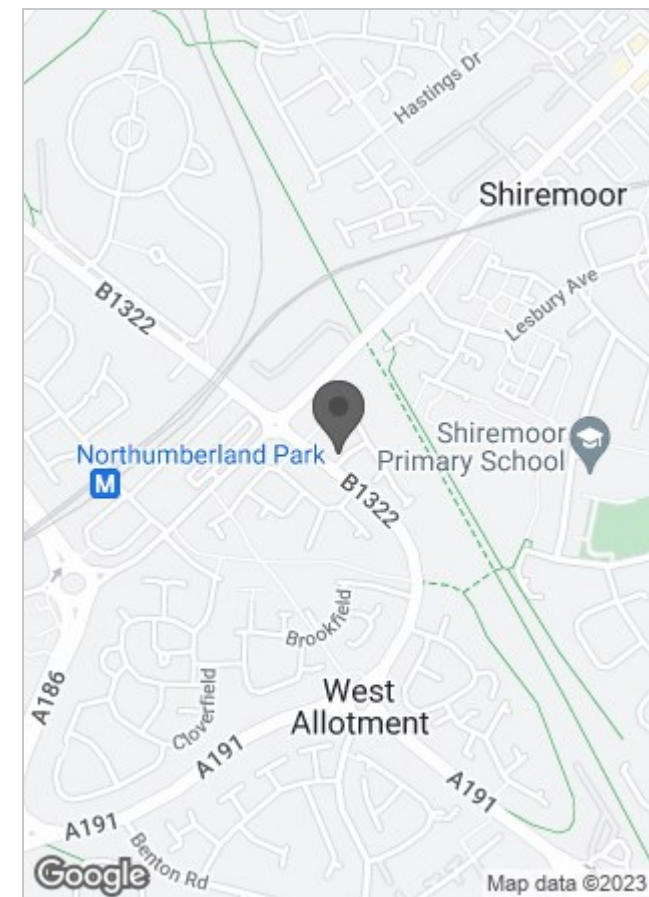 Hastings Dr
Shiremoor
B1322
Lesbury Ave
Northumberland Park
M
Shiremoor
Primary School
B1322
Brookfield
West
Allotment
A186
Cloverfield
A191
A191
A191
Benton Rd
Google
Map data ©2023